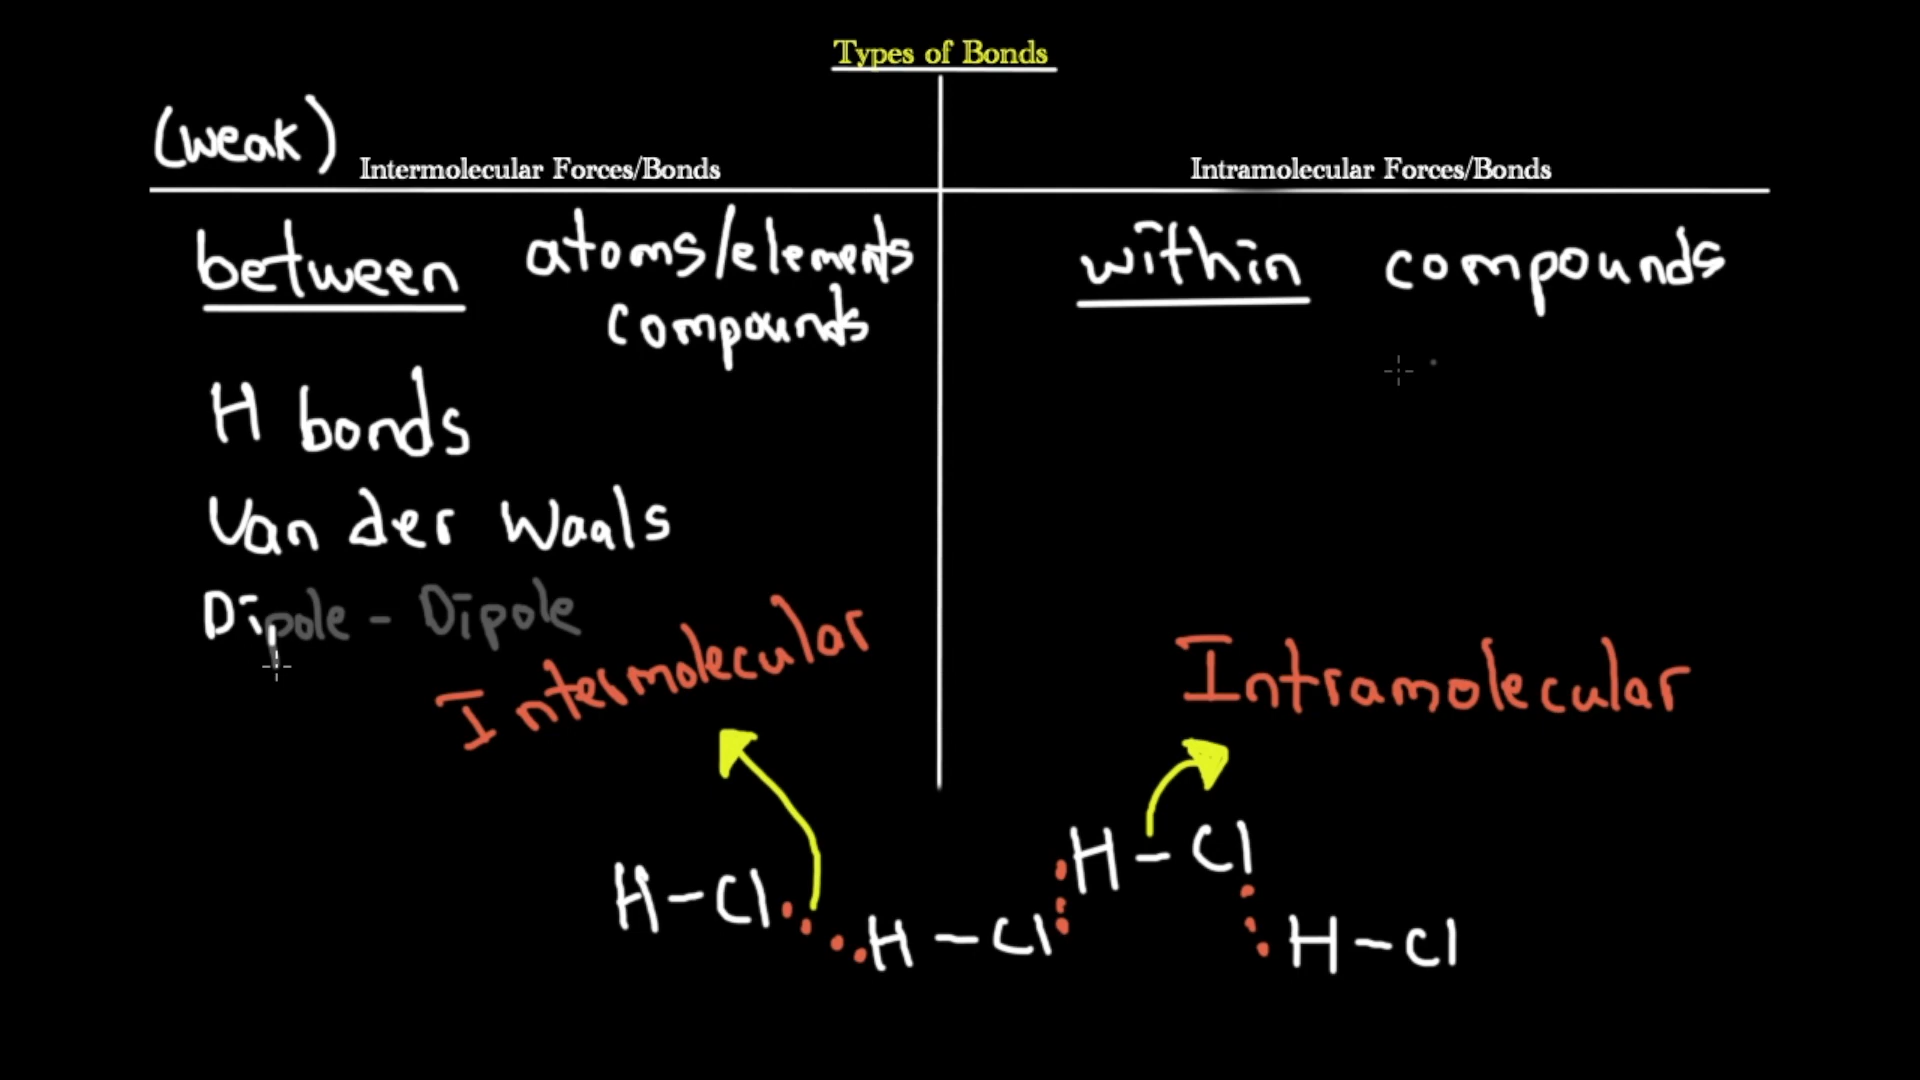 Types of Bonds
(weak) Intermolecular Forces/Bonds
Intramolecular Forces/Bonds
between atoms/elements
compounds
H bonds
Van der Waals
Dipole - Dipole
Intermolecular
within compounds
Intramolecular
H-Cl
H-Cl
H-Cl
H-Cl